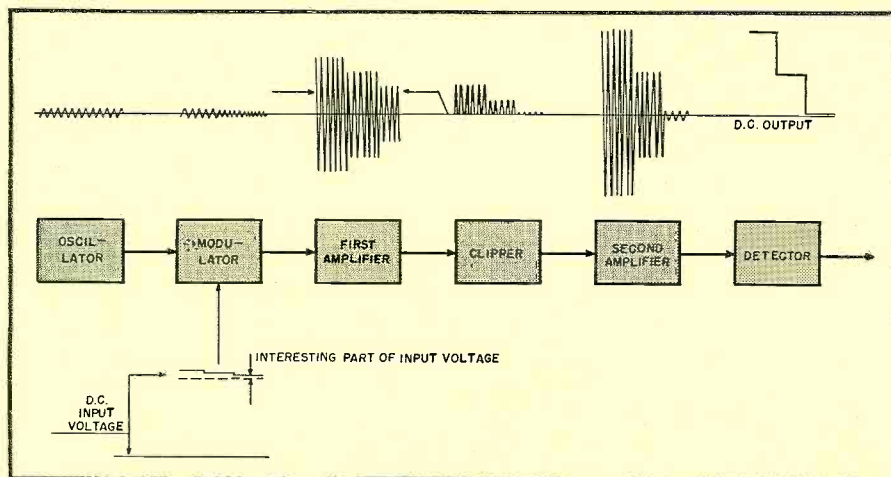 D.C. OUTPUT
OSCIL-
LATOR
MODU-
LATOR
FIRST
AMPLIFIER
CLIPPER
SECOND
AMPLIFIER
DETECTOR
INTERESTING PART OF INPUT VOLTAGE
D.C.
INPUT
VOLTAGE